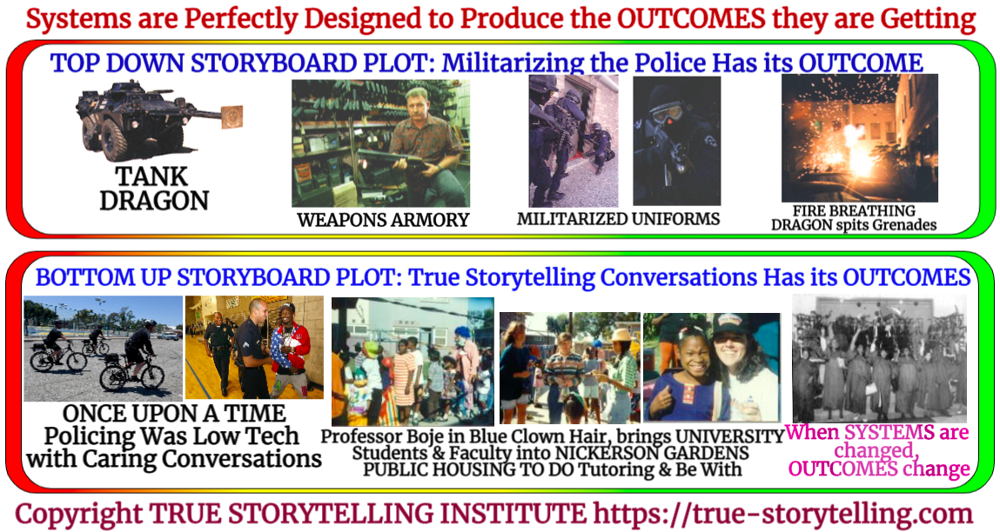 Systems are Perfectly Designed to Produce the OUTCOMES they are Getting
TOP DOWN STORYBOARD PLOT: Militarizing the Police Has its OUTCOME
TANK
DRAGON
WEAPONS ARMORY
MILITARIZED UNIFORMS
FIRE BREATHING
DRAGON spits Grenades
BOTTOM UP STORYBOARD PLOT: True Storytelling Conversations Has its OUTCOMES
ONCE UPON A TIME
Policing Was Low Tech
with Caring Conversations
Professor Boje in Blue Clown Hair, brings UNIVERSITY
Students & Faculty into NICKERSON GARDENS
PUBLIC HOUSING TO DO Tutoring & Be With
When SYSTEMS are
changed,
OUTCOMES change
Copyright TRUE STORYTELLING INSTITUTE https://true-storytelling.com